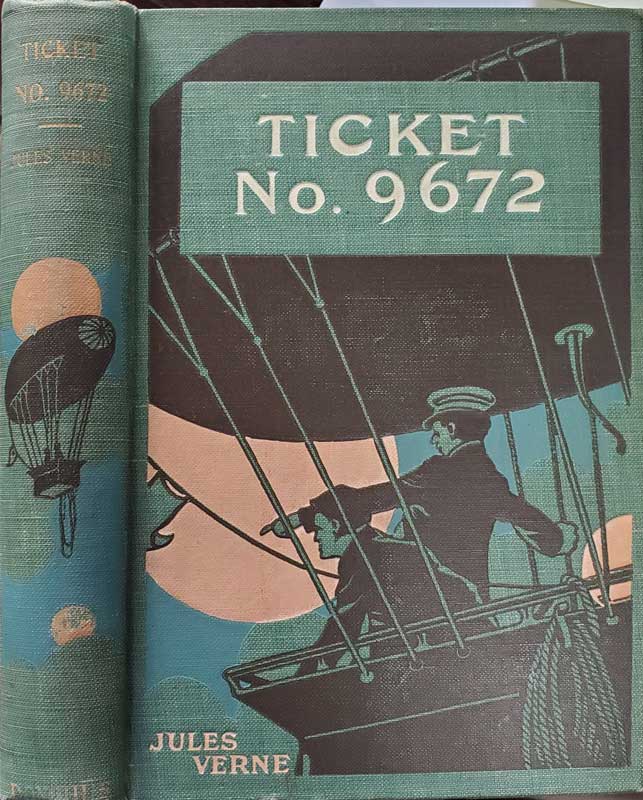 TICKET
NO. 9672
JULES VERNE
TICKET
No. 9672
JULES
VERNE